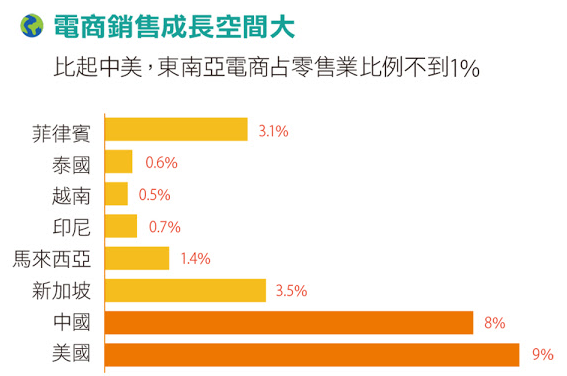 電商銷售成長空間大
比起中美，東南亞電商占零售業比例不到1%
菲律賓 3.1%
泰國 0.6%
越南 0.5%
印尼 0.7%
馬來西亞 1.4%
新加坡 3.5%
中國 8%
美國 9%